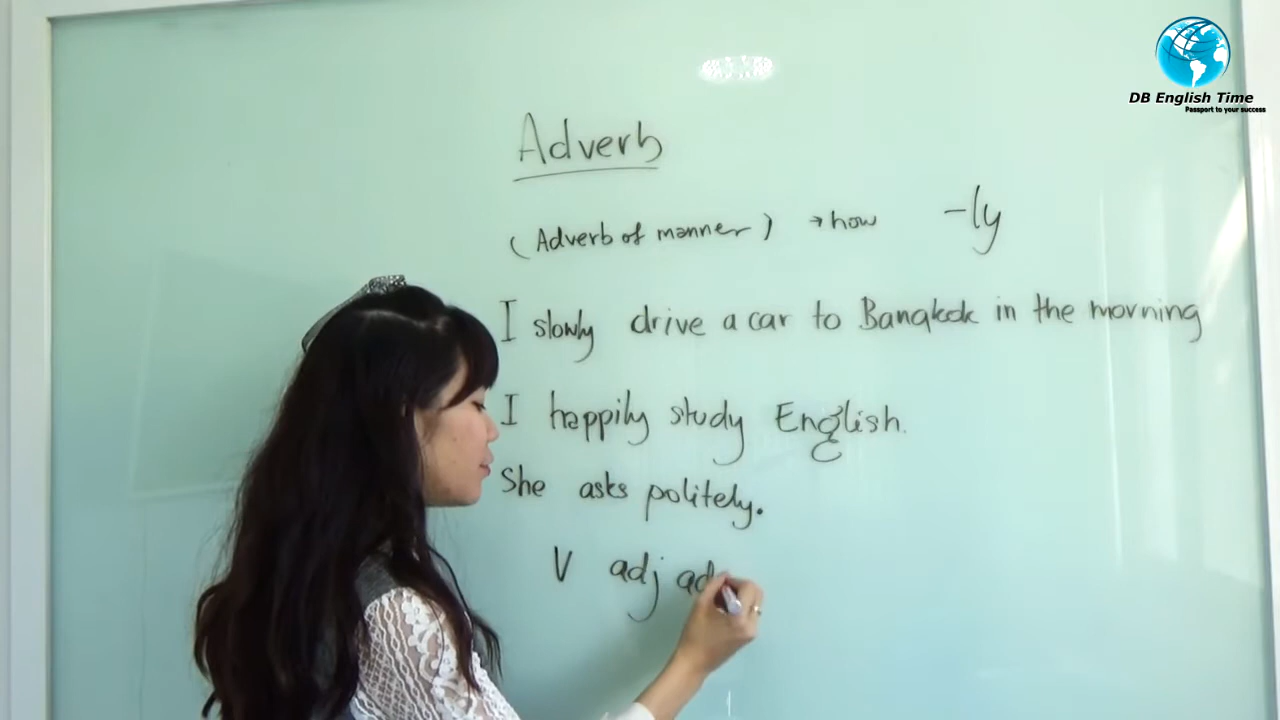 DB English Time
Passport to your success
Adverb
(Adverb of manner) → how -ly
I slowly drive a car to Bangkok in the morning
I happily study English.
She asks politely.
V adj ad